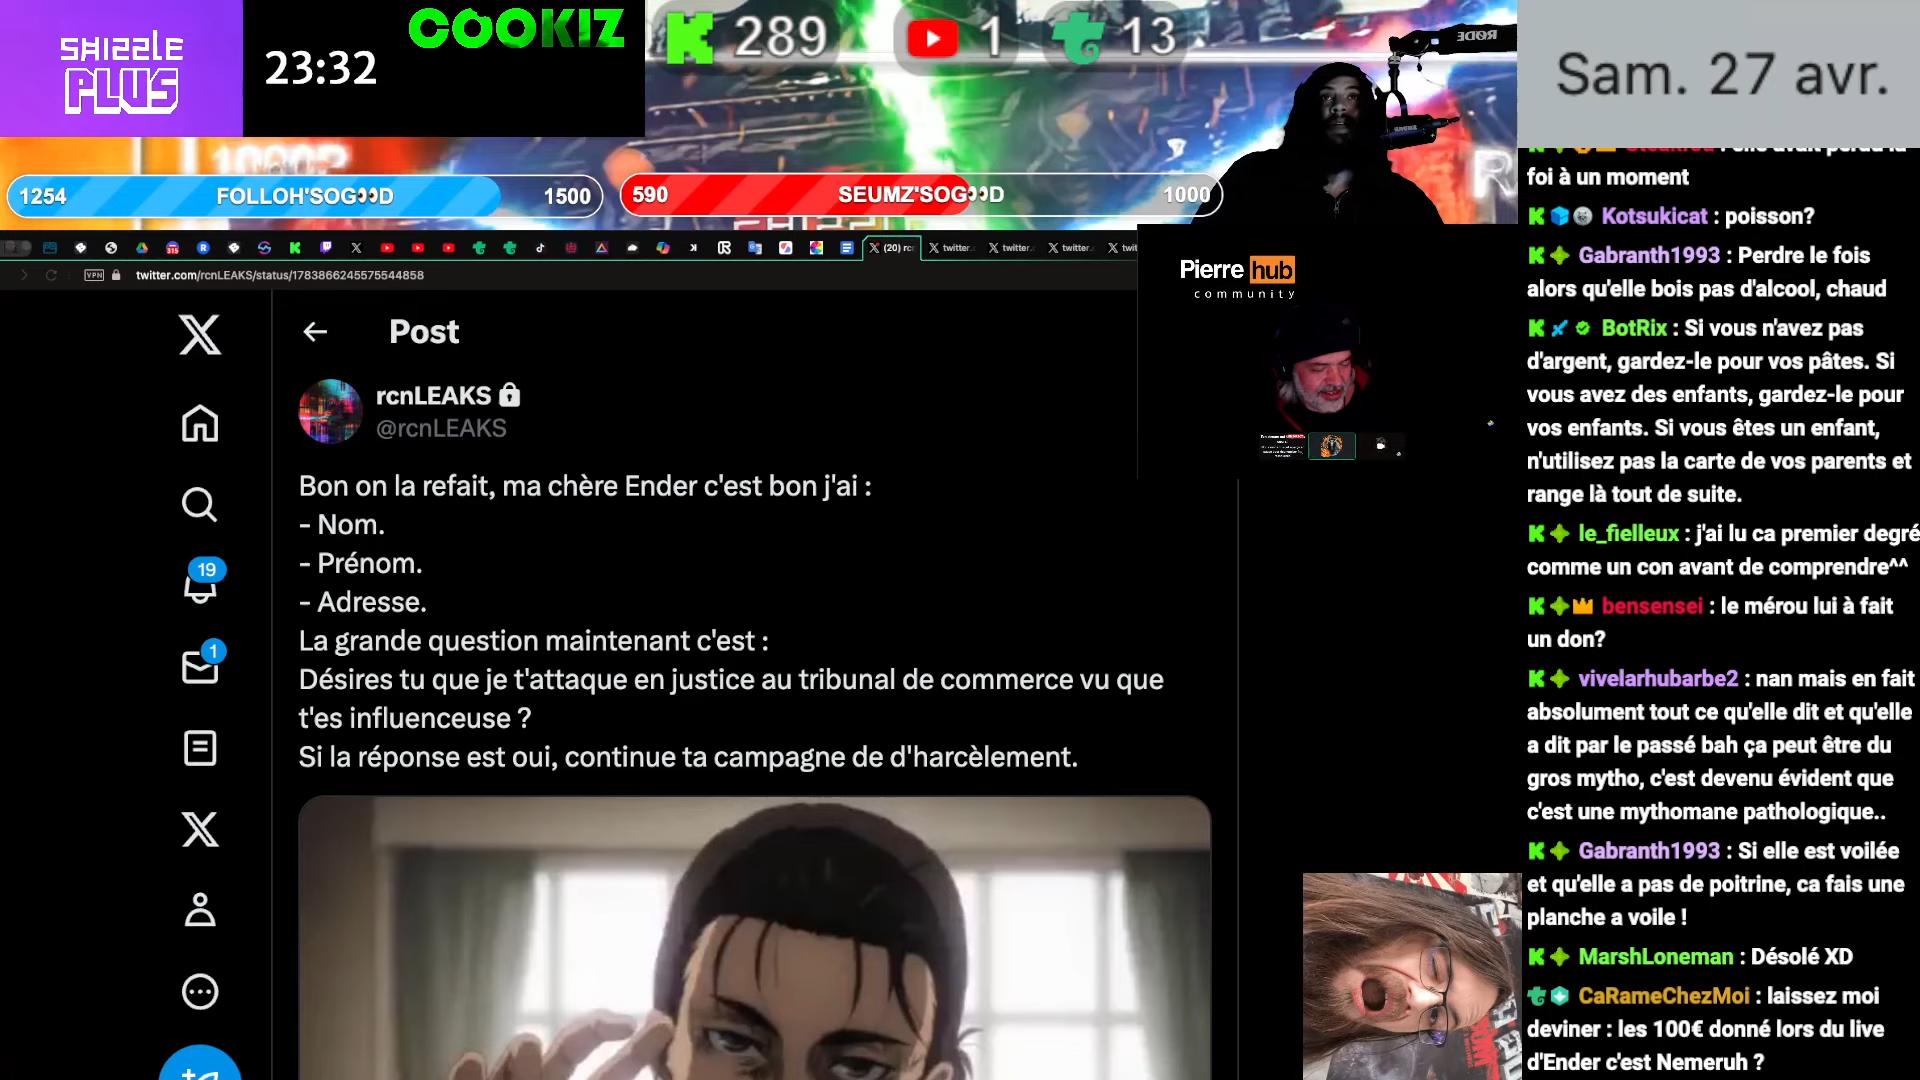 SHIZZLE
PLUS
23:32
COOKIZ
289
1
13
RODE
Sam. 27 avr.
1254 FOLLOH'SOG👀D 1500
590 SEUMZ'SOG👀D 1000
(20) rc
twitter.
twitter.
twitter.
twit
VPN
twitter.com/rcnLEAKS/status/1783866245575544858
Pierre hub
community
Post
rcnLEAKS
@rcnLEAKS
Bon on la refait, ma chère Ender c'est bon j'ai :
- Nom.
- Prénom.
- Adresse.
La grande question maintenant c'est :
Désires tu que je t'attaque en justice au tribunal de commerce vu que
t'es influenceuse ?
Si la réponse est oui, continue ta campagne de d'harcèlement.
19
1
foi à un moment
Kotsukicat : poisson?
Gabranth1993 : Perdre le fois
alors qu'elle bois pas d'alcool, chaud
BotRix : Si vous n'avez pas
d'argent, gardez-le pour vos pâtes. Si
vous avez des enfants, gardez-le pour
vos enfants. Si vous êtes un enfant,
n'utilisez pas la carte de vos parents et
range là tout de suite.
le_fielleux : j'ai lu ca premier degré
comme un con avant de comprendre^^
bensensei : le mérou lui à fait
un don?
vivelarhubarbe2 : nan mais en fait
absolument tout ce qu'elle dit et qu'elle
a dit par le passé bah ça peut être du
gros mytho, c'est devenu évident que
c'est une mythomane pathologique..
Gabranth1993 : Si elle est voilée
et qu'elle a pas de poitrine, ca fais une
planche a voile !
MarshLoneman : Désolé XD
CaRameChezMoi : laissez moi
deviner : les 100€ donné lors du live
d'Ender c'est Nemeruh ?